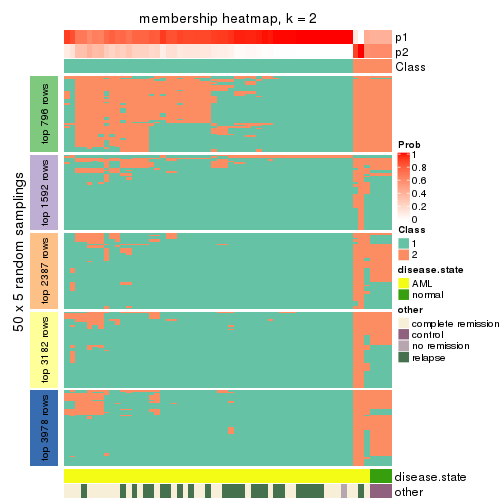 membership heatmap, k = 2
p1
p2
Class
50 x 5 random samplings
top 796 rows
top 1592 rows
top 2387 rows
top 3182 rows
top 3978 rows
Prob
1
0.8
0.6
0.4
0.2
0
Class
1
2
disease.state
AML
normal
other
complete remission
control
no remission
relapse
disease.state
other